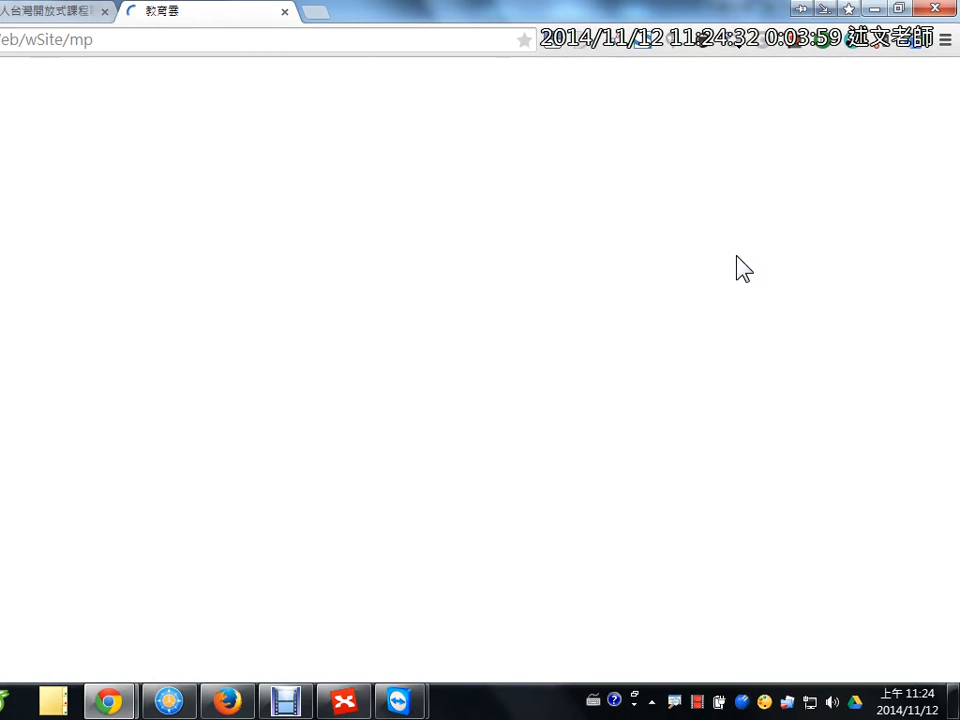 人台灣開放式課程
教育雲
eb/wSite/mp
2014/11/12 11:24:32 0:03:59 述文老師
上午 11:24
2014/11/12